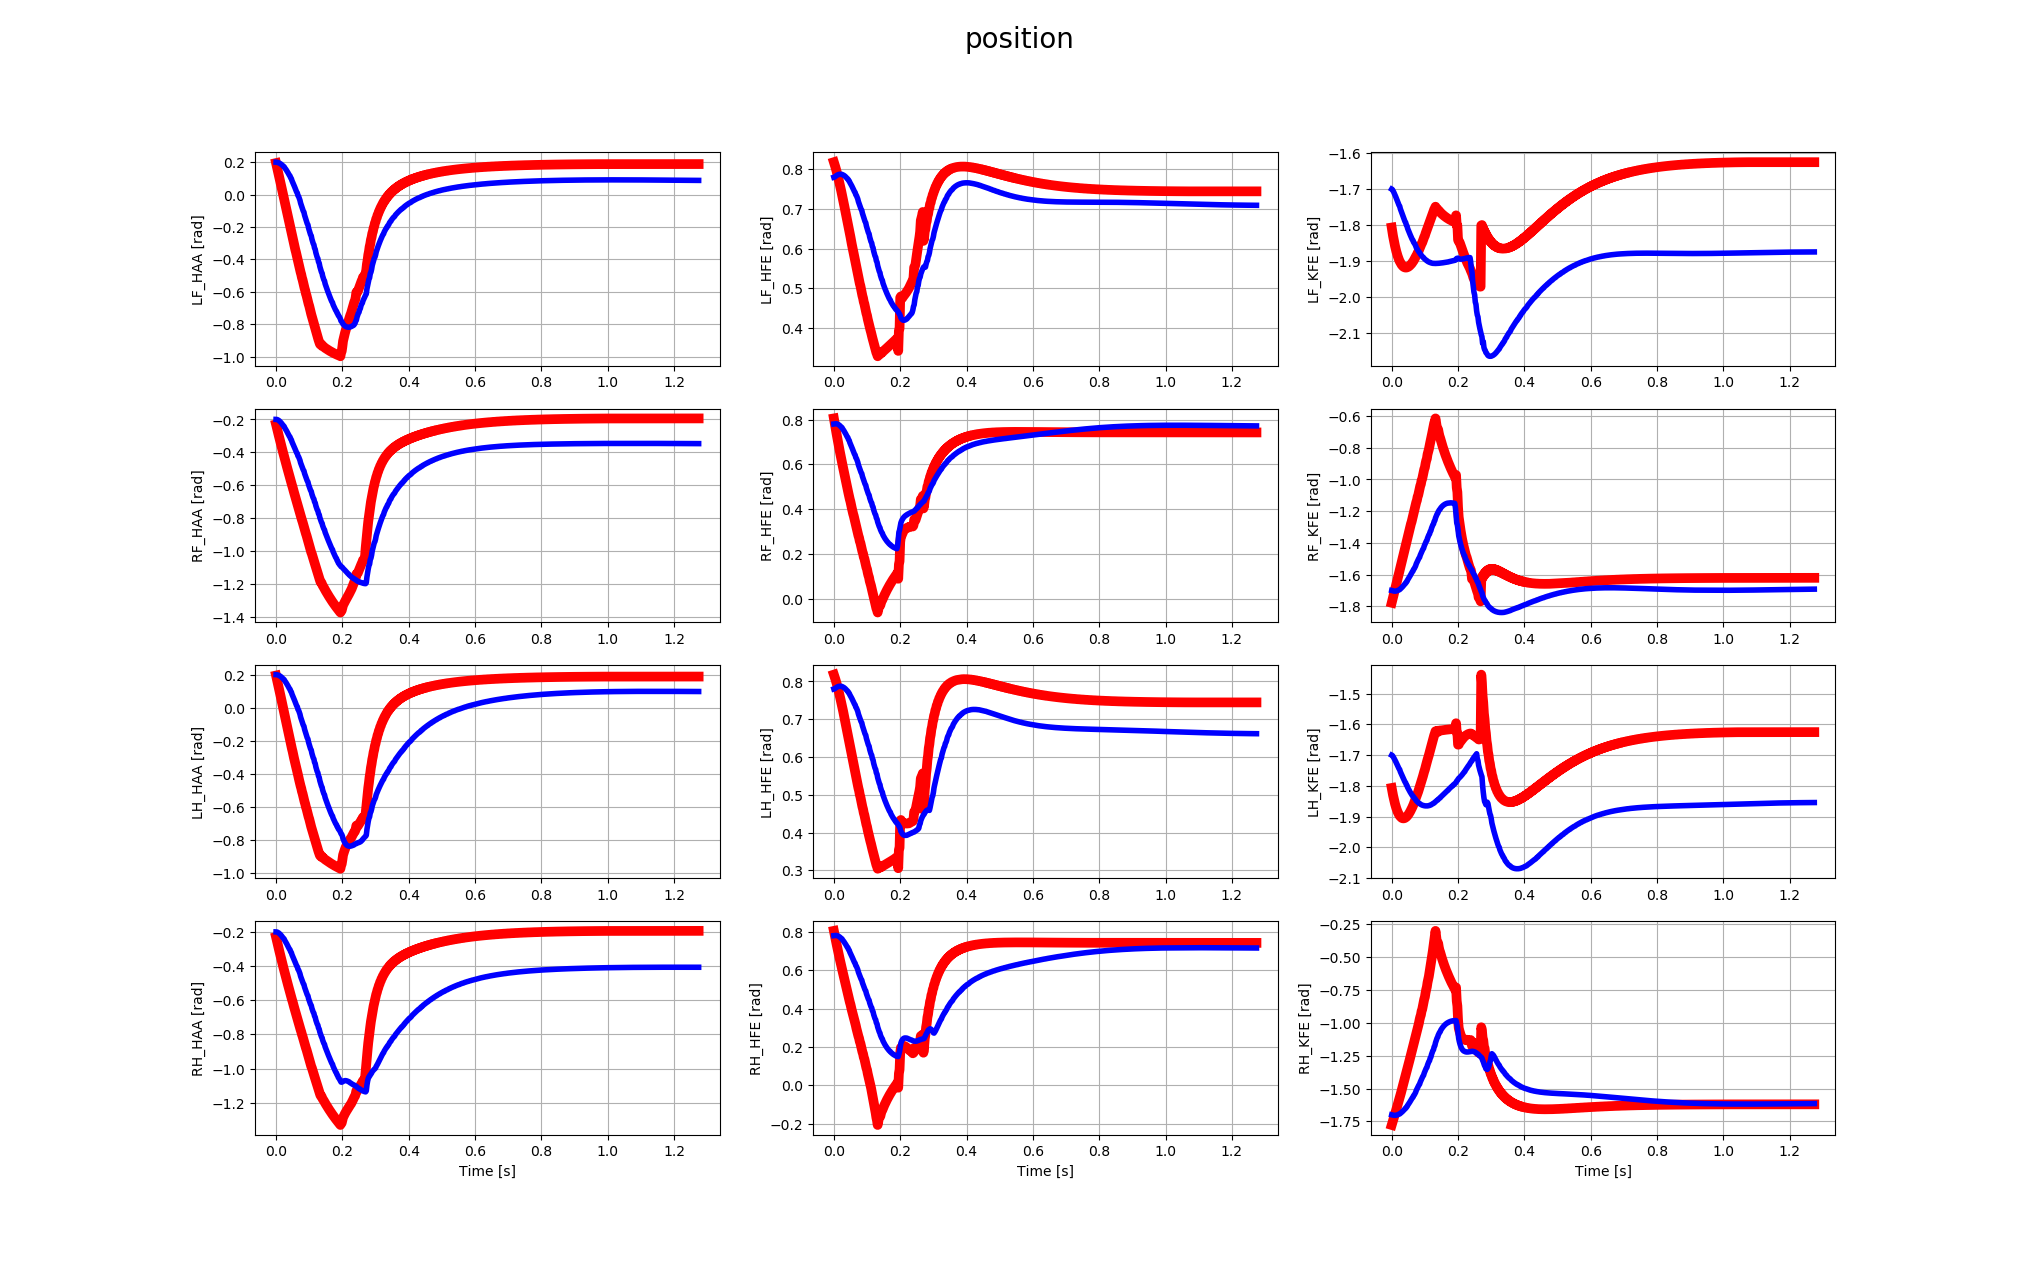 position
LF_HAA [rad]
0.2
0.0
−0.2
−0.4
−0.6
−0.8
−1.0
0.0 0.2 0.4 0.6 0.8 1.0 1.2
LF_HFE [rad]
0.8
0.7
0.6
0.5
0.4
0.0 0.2 0.4 0.6 0.8 1.0 1.2
LF_KFE [rad]
−1.6
−1.7
−1.8
−1.9
−2.0
−2.1
0.0 0.2 0.4 0.6 0.8 1.0 1.2
RF_HAA [rad]
−0.2
−0.4
−0.6
−0.8
−1.0
−1.2
−1.4
0.0 0.2 0.4 0.6 0.8 1.0 1.2
RF_HFE [rad]
0.8
0.6
0.4
0.2
0.0
0.0 0.2 0.4 0.6 0.8 1.0 1.2
RF_KFE [rad]
−0.6
−0.8
−1.0
−1.2
−1.4
−1.6
−1.8
0.0 0.2 0.4 0.6 0.8 1.0 1.2
LH_HAA [rad]
0.2
0.0
−0.2
−0.4
−0.6
−0.8
−1.0
0.0 0.2 0.4 0.6 0.8 1.0 1.2
LH_HFE [rad]
0.8
0.7
0.6
0.5
0.4
0.3
0.0 0.2 0.4 0.6 0.8 1.0 1.2
LH_KFE [rad]
−1.5
−1.6
−1.7
−1.8
−1.9
−2.0
−2.1
0.0 0.2 0.4 0.6 0.8 1.0 1.2
RH_HAA [rad]
−0.2
−0.4
−0.6
−0.8
−1.0
−1.2
0.0 0.2 0.4 0.6 0.8 1.0 1.2
Time [s]
RH_HFE [rad]
0.8
0.6
0.4
0.2
0.0
−0.2
0.0 0.2 0.4 0.6 0.8 1.0 1.2
Time [s]
RH_KFE [rad]
−0.25
−0.50
−0.75
−1.00
−1.25
−1.50
−1.75
0.0 0.2 0.4 0.6 0.8 1.0 1.2
Time [s]